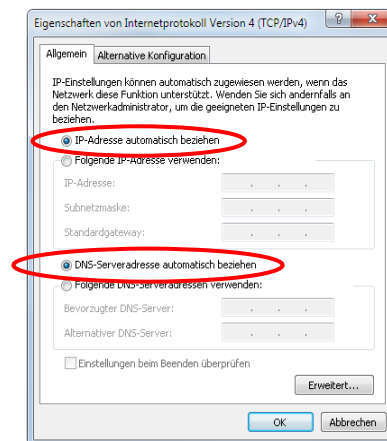 Eigenschaften von Internetprotokoll Version 4 (TCP/IPv4)
Allgemein
Alternative Konfiguration
IP-Einstellungen können automatisch zugewiesen werden, wenn das
Netzwerk diese Funktion unterstützt. Wenden Sie sich andernfalls an
den Netzwerkadministrator, um die geeigneten IP-Einstellungen zu
beziehen.
IP-Adresse automatisch beziehen
Folgende IP-Adresse verwenden:
IP-Adresse:
Subnetzmaske:
Standardgateway:
DNS-Serveradresse automatisch beziehen
Folgende DNS-Serveradressen verwenden:
Bevorzugter DNS-Server:
Alternativer DNS-Server:
Einstellungen beim Beenden überprüfen
Erweitert...
OK Abbrechen